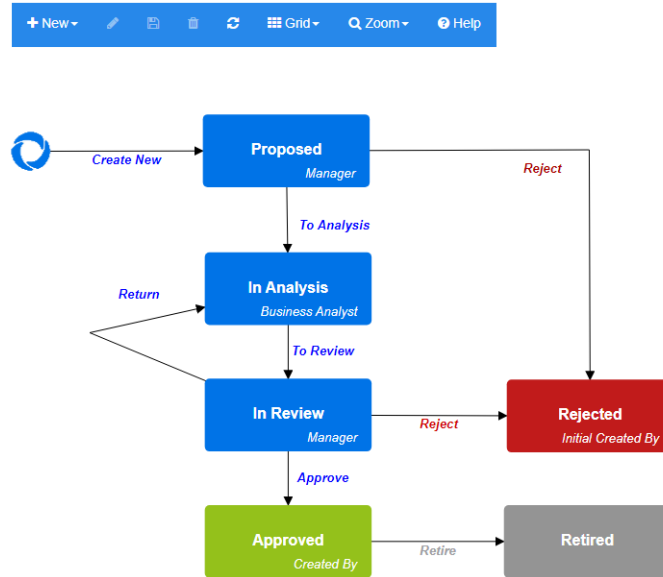 New Grid Zoom Help
Proposed
Manager
Create New
Reject
To Analysis
In Analysis
Business Analyst
Return
To Review
In Review
Manager
Reject
Rejected
Initial Created By
Approve
Approved
Created By
Retire
Retired